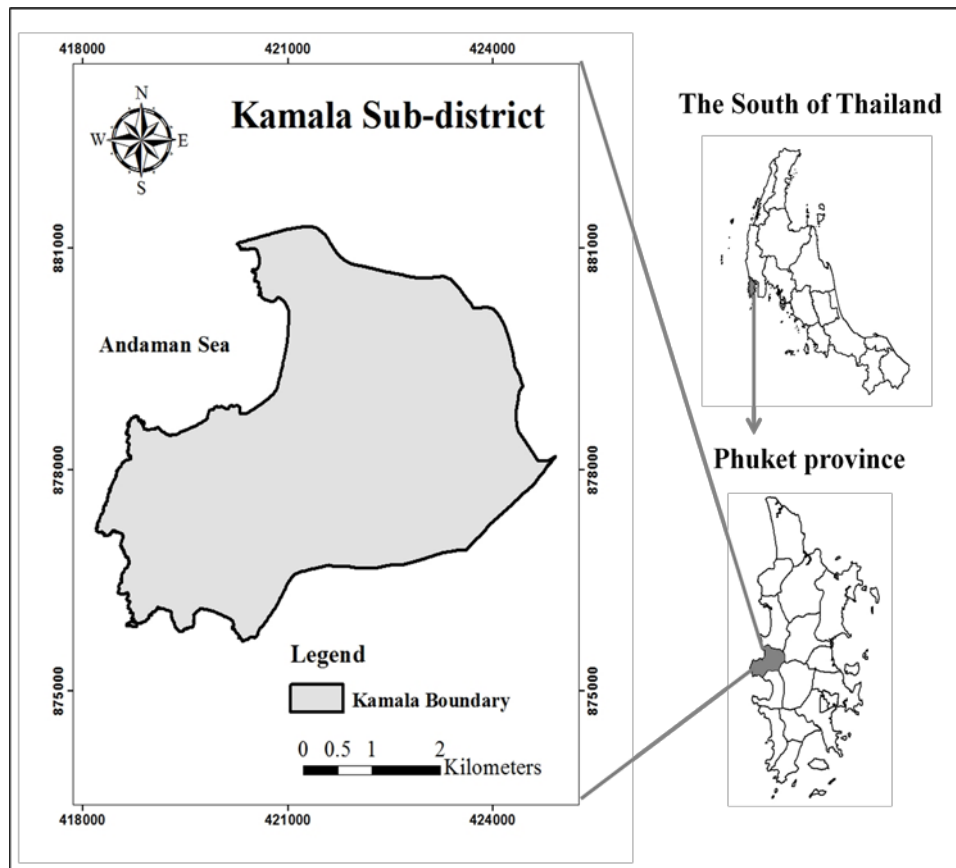 418000
421000
424000
N
W
E
S
Kamala Sub-district
881000
881000
Andaman Sea
878000
878000
Legend
Kamala Boundary
875000
875000
0 0.5 1 2
Kilometers
418000
421000
424000
The South of Thailand
Phuket province